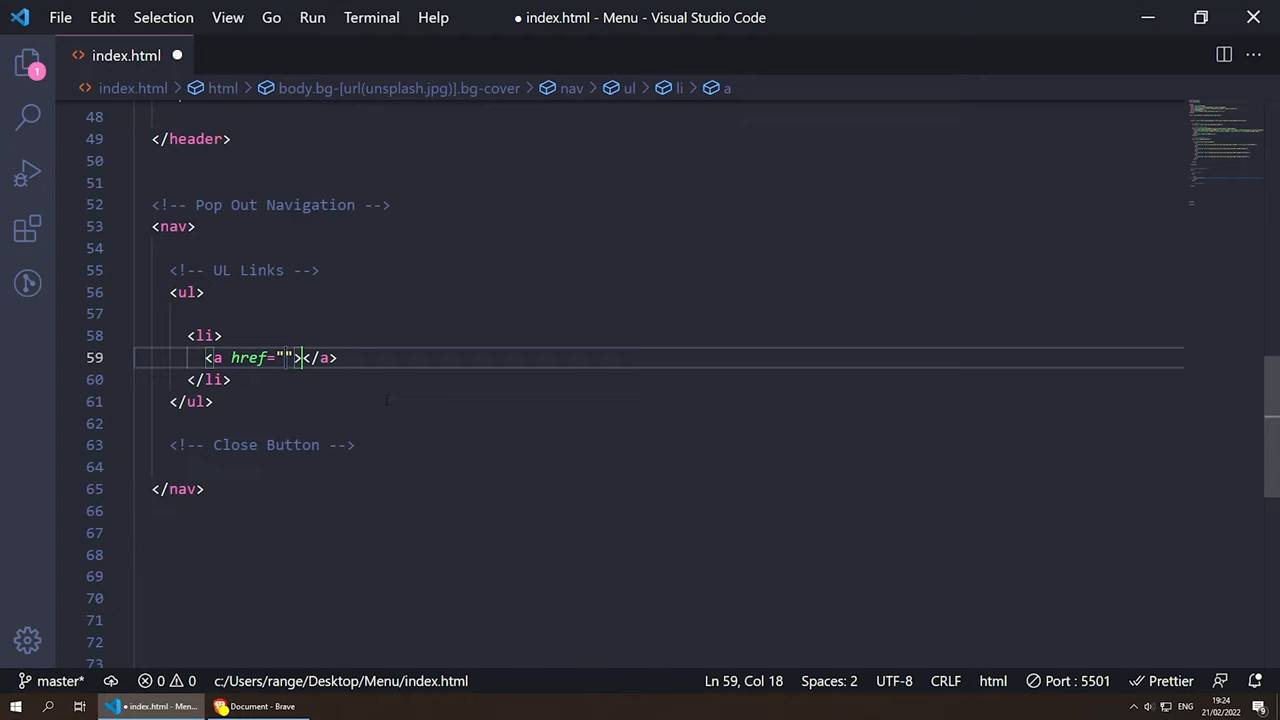 File Edit Selection View Go Run Terminal Help ● index.html - Menu - Visual Studio Code
<> index.html ●
<> index.html > html > body.bg-[url(unsplash.jpg)].bg-cover > nav > ul > li > a
1
48
49 </header>
50
51
52 <!-- Pop Out Navigation -->
53 <nav>
54
55 <!-- UL Links -->
56 <ul>
57
58 <li>
59 <a href=""></a>
60 </li>
61 </ul>
62
63 <!-- Close Button -->
64
65 </nav>
66
67
68
69
70
71
72
73
master* 0 0 c:/Users/range/Desktop/Menu/index.html Ln 59, Col 18 Spaces: 2 UTF-8 CRLF html Port : 5501 Prettier
● index.html - Men... Document - Brave ENG 19:24
21/02/2022